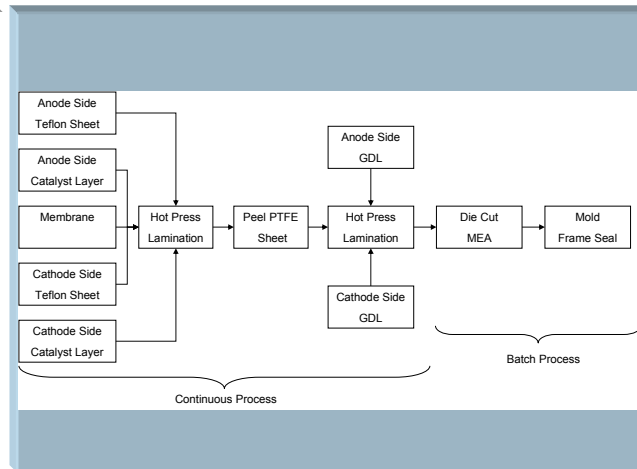 Anode Side
Teflon Sheet
Anode Side
Catalyst Layer
Membrane
Cathode Side
Teflon Sheet
Cathode Side
Catalyst Layer
Hot Press
Lamination
Peel PTFE
Sheet
Anode Side
GDL
Hot Press
Lamination
Cathode Side
GDL
Die Cut
MEA
Mold
Frame Seal
Continuous Process
Batch Process